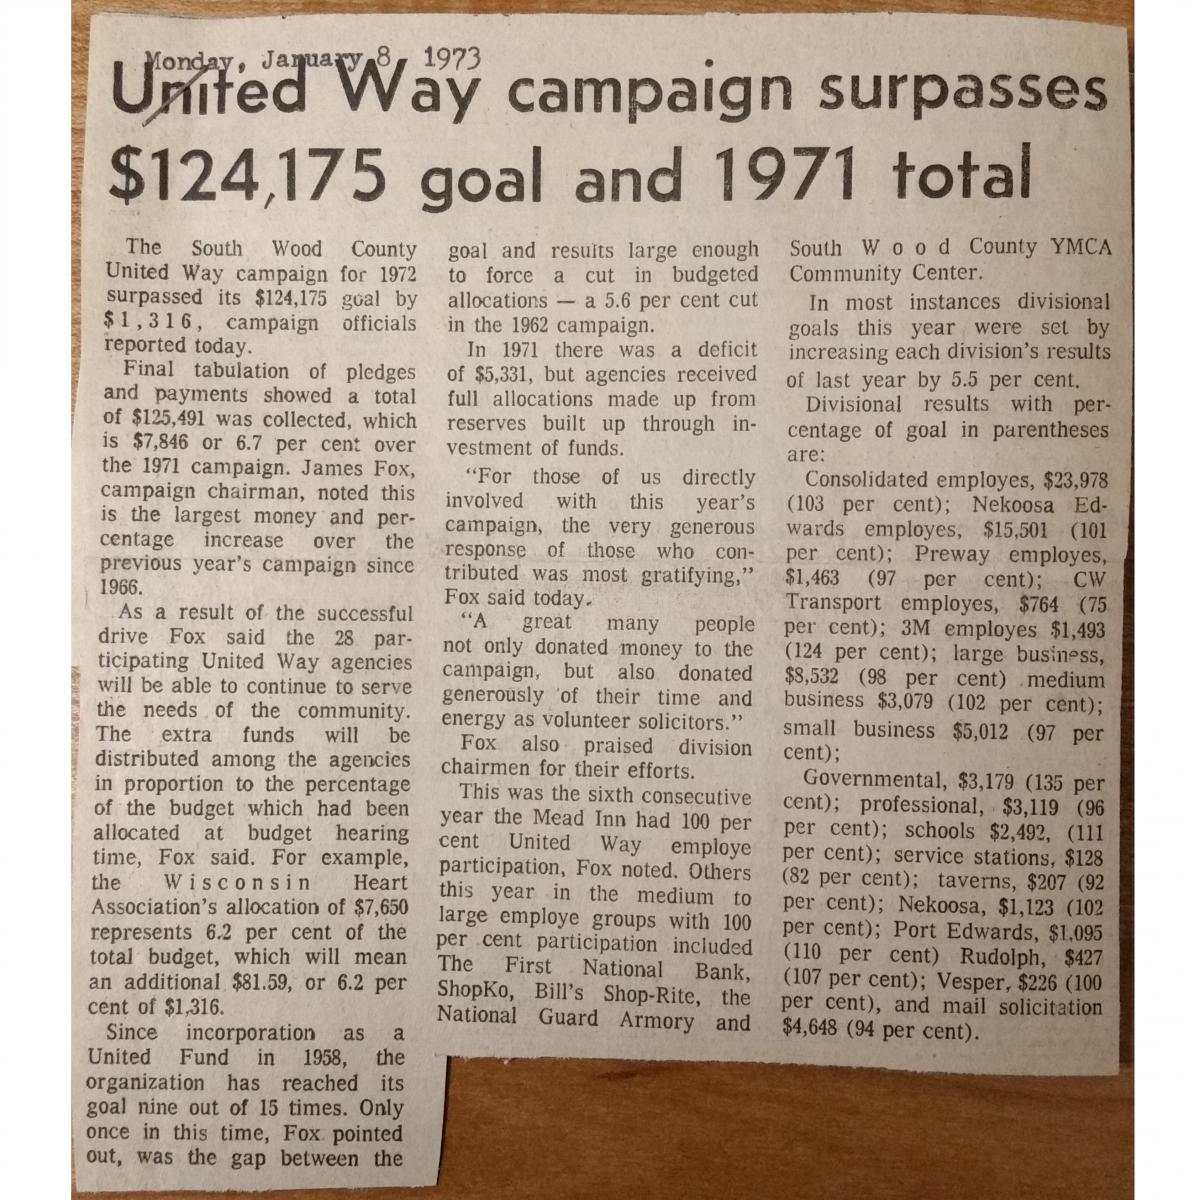 Monday, January 8, 1973
United Way campaign surpasses
$124,175 goal and 1971 total
The South Wood County
United Way campaign for 1972
surpassed its $124,175 goal by
$1,316, campaign officials
reported today.
Final tabulation of pledges
and payments showed a total
of $125,491 was collected, which
is $7,846 or 6.7 per cent over
the 1971 campaign. James Fox,
campaign chairman, noted this
is the largest money and per-
centage increase over the
previous year's campaign since
1966.
As a result of the successful
drive Fox said the 28 par-
ticipating United Way agencies
will be able to continue to serve
the needs of the community.
The extra funds will be
distributed among the agencies
in proportion to the percentage
of the budget which had been
allocated at budget hearing
time, Fox said. For example,
the Wisconsin Heart
Association's allocation of $7,650
represents 6.2 per cent of the
total budget, which will mean
an additional $81.59, or 6.2 per
cent of $1,316.
Since incorporation as a
United Fund in 1958, the
organization has reached its
goal nine out of 15 times. Only
once in this time, Fox pointed
out, was the gap between the
goal and results large enough
to force a cut in budgeted
allocations — a 5.6 per cent cut
in the 1962 campaign.
In 1971 there was a deficit
of $5,331, but agencies received
full allocations made up from
reserves built up through in-
vestment of funds.
"For those of us directly
involved with this year's
campaign, the very generous
response of those who con-
tributed was most gratifying,"
Fox said today.
"A great many people
not only donated money to the
campaign, but also donated
generously of their time and
energy as volunteer solicitors."
Fox also praised division
chairmen for their efforts.
This was the sixth consecutive
year the Mead Inn had 100 per
cent United Way employe
participation, Fox noted. Others
this year in the medium to
large employe groups with 100
per cent participation included
The First National Bank,
ShopKo, Bill's Shop-Rite, the
National Guard Armory and
South Wood County YMCA
Community Center.
In most instances divisional
goals this year were set by
increasing each division's results
of last year by 5.5 per cent.
Divisional results with per-
centage of goal in parentheses
are:
Consolidated employes, $23,978
(103 per cent); Nekoosa Ed-
wards employes, $15,501 (101
per cent); Preway employes,
$1,463 (97 per cent); CW
Transport employes, $764 (75
per cent); 3M employes $1,493
(124 per cent); large business,
$8,532 (98 per cent) medium
business $3,079 (102 per cent);
small business $5,012 (97 per
cent);
Governmental, $3,179 (135 per
cent); professional, $3,119 (96
per cent); schools $2,492, (111
per cent); service stations, $128
(82 per cent); taverns, $207 (92
per cent); Nekoosa, $1,123 (102
per cent); Port Edwards, $1,095
(110 per cent) Rudolph, $427
(107 per cent); Vesper, $226 (100
per cent), and mail solicitation
$4,648 (94 per cent).